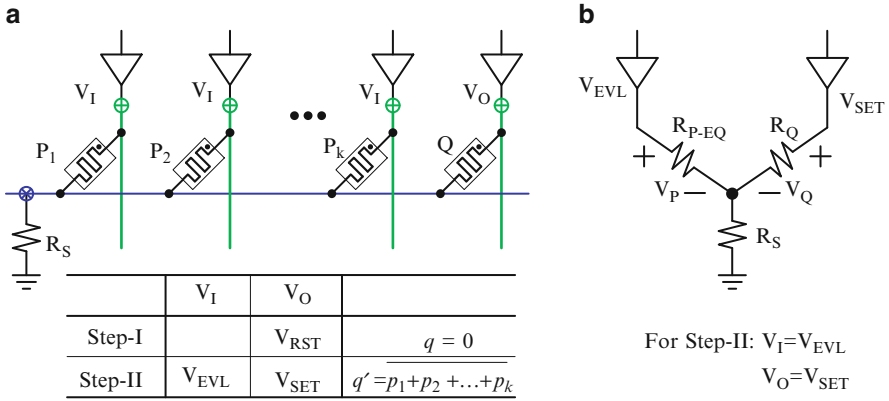 a
b
V_I V_I V_I V_O
P_1 P_2 P_k Q
R_S
V_I V_O
Step-I V_RST q = 0
Step-II V_EVL V_SET q' = \overline{p_1+p_2+...+p_k}
V_EVL V_SET
R_P-EQ R_Q
+ +
V_P − − V_Q
R_S
For Step-II: V_I=V_EVL
V_O=V_SET